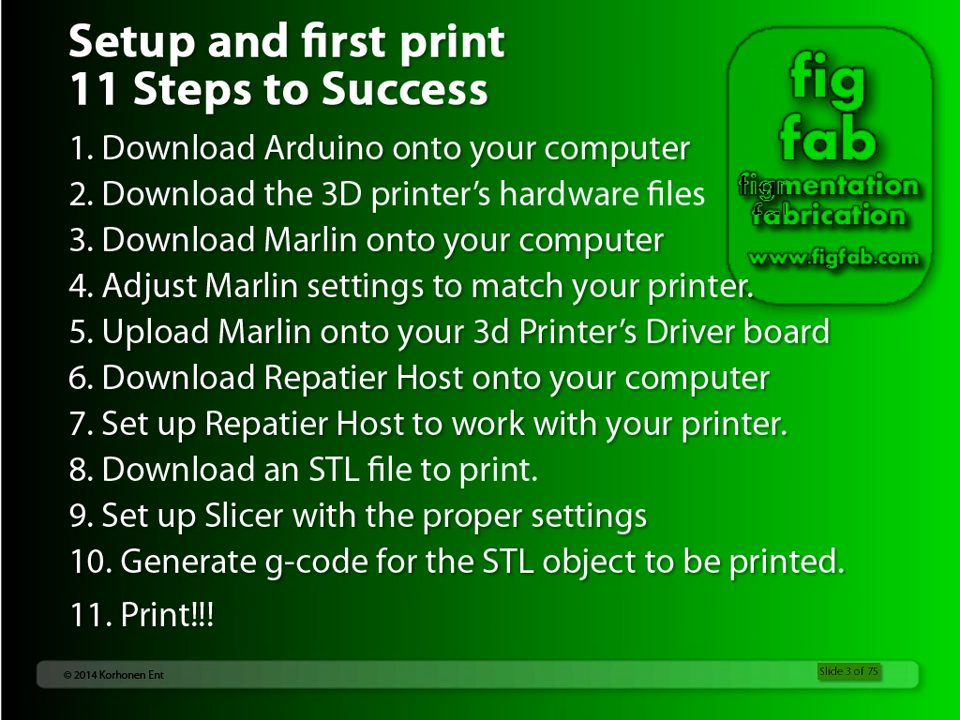 Setup and first print
11 Steps to Success
1. Download Arduino onto your computer
2. Download the 3D printer’s hardware files
3. Download Marlin onto your computer
4. Adjust Marlin settings to match your printer.
5. Upload Marlin onto your 3d Printer’s Driver board
6. Download Repatier Host onto your computer
7. Set up Repatier Host to work with your printer.
8. Download an STL file to print.
9. Set up Slicer with the proper settings
10. Generate g-code for the STL object to be printed.
11. Print!!!
fig
fab
figmentation
fabrication
www.figfab.com
© 2014 Korhonen Ent
Slide 3 of 75